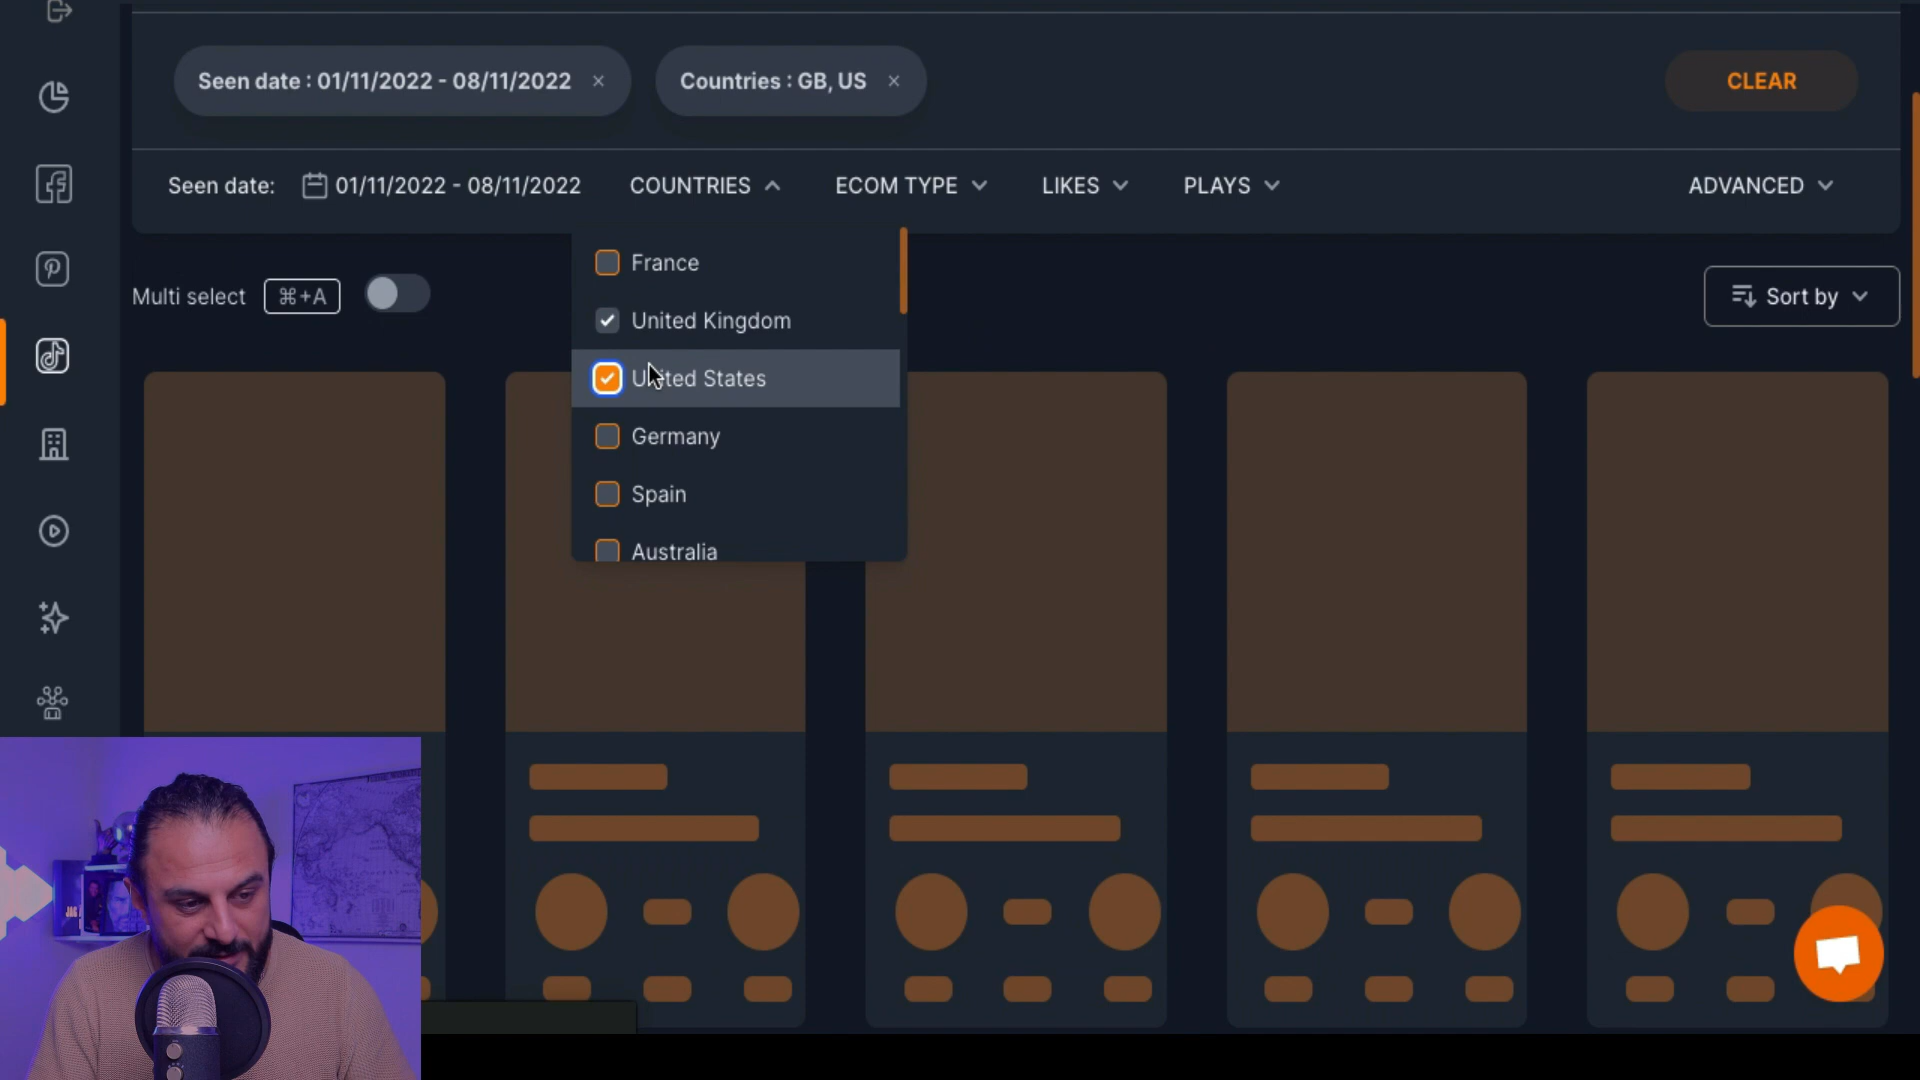 Seen date : 01/11/2022 - 08/11/2022 ×
Countries : GB, US ×
CLEAR
Seen date: 01/11/2022 - 08/11/2022
COUNTRIES
ECOM TYPE
LIKES
PLAYS
ADVANCED
Multi select
⌘+A
Sort by
France
United Kingdom
United States
Germany
Spain
Australia